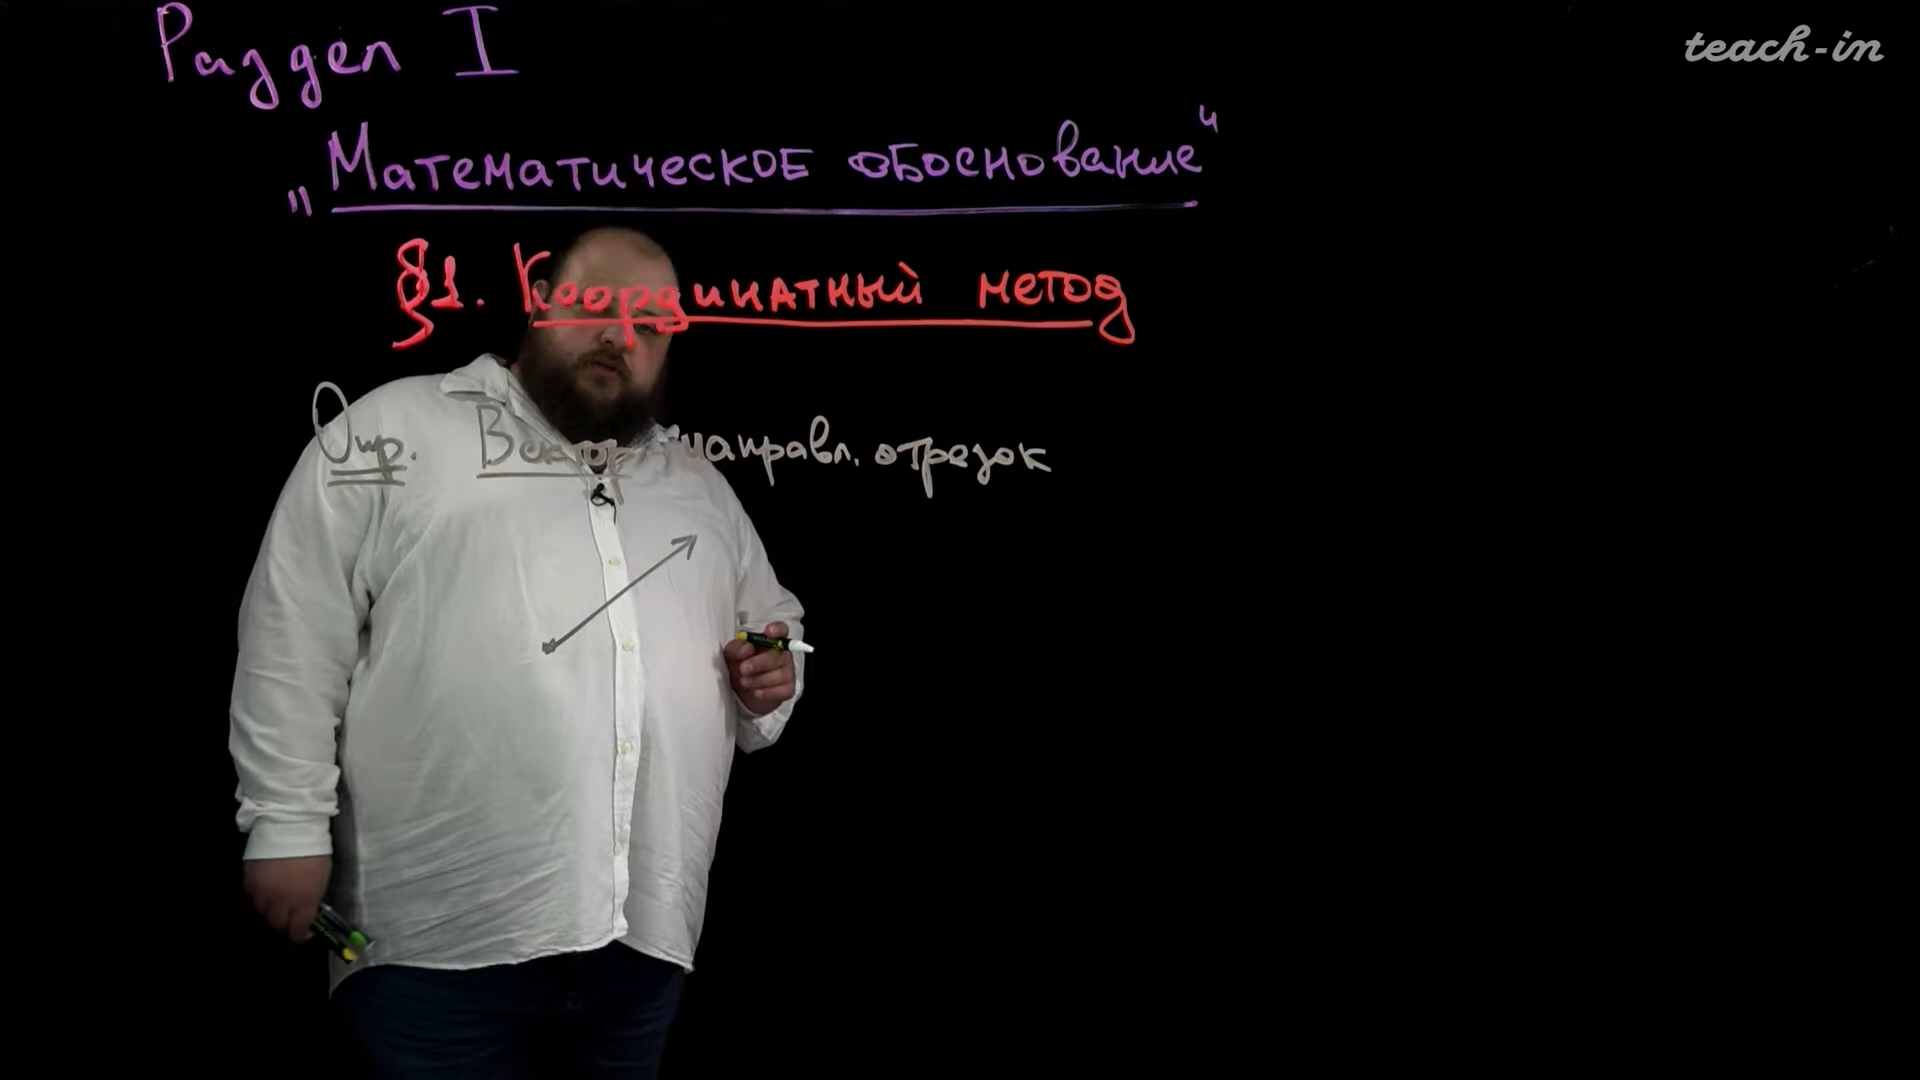 teach-in
Раздел I
„Математическое обоснование“
§1. Координатный метод
Опр. Вектор - направл. отрезок